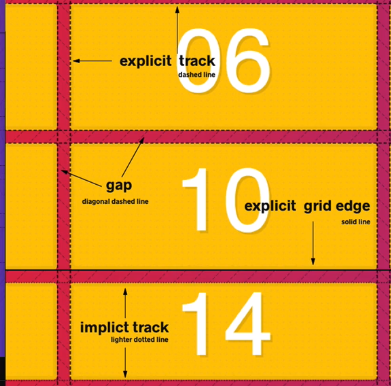 06
explicit track
dashed line
10
gap
diagonal dashed line
explicit grid edge
solid line
14
implict track
lighter dotted line